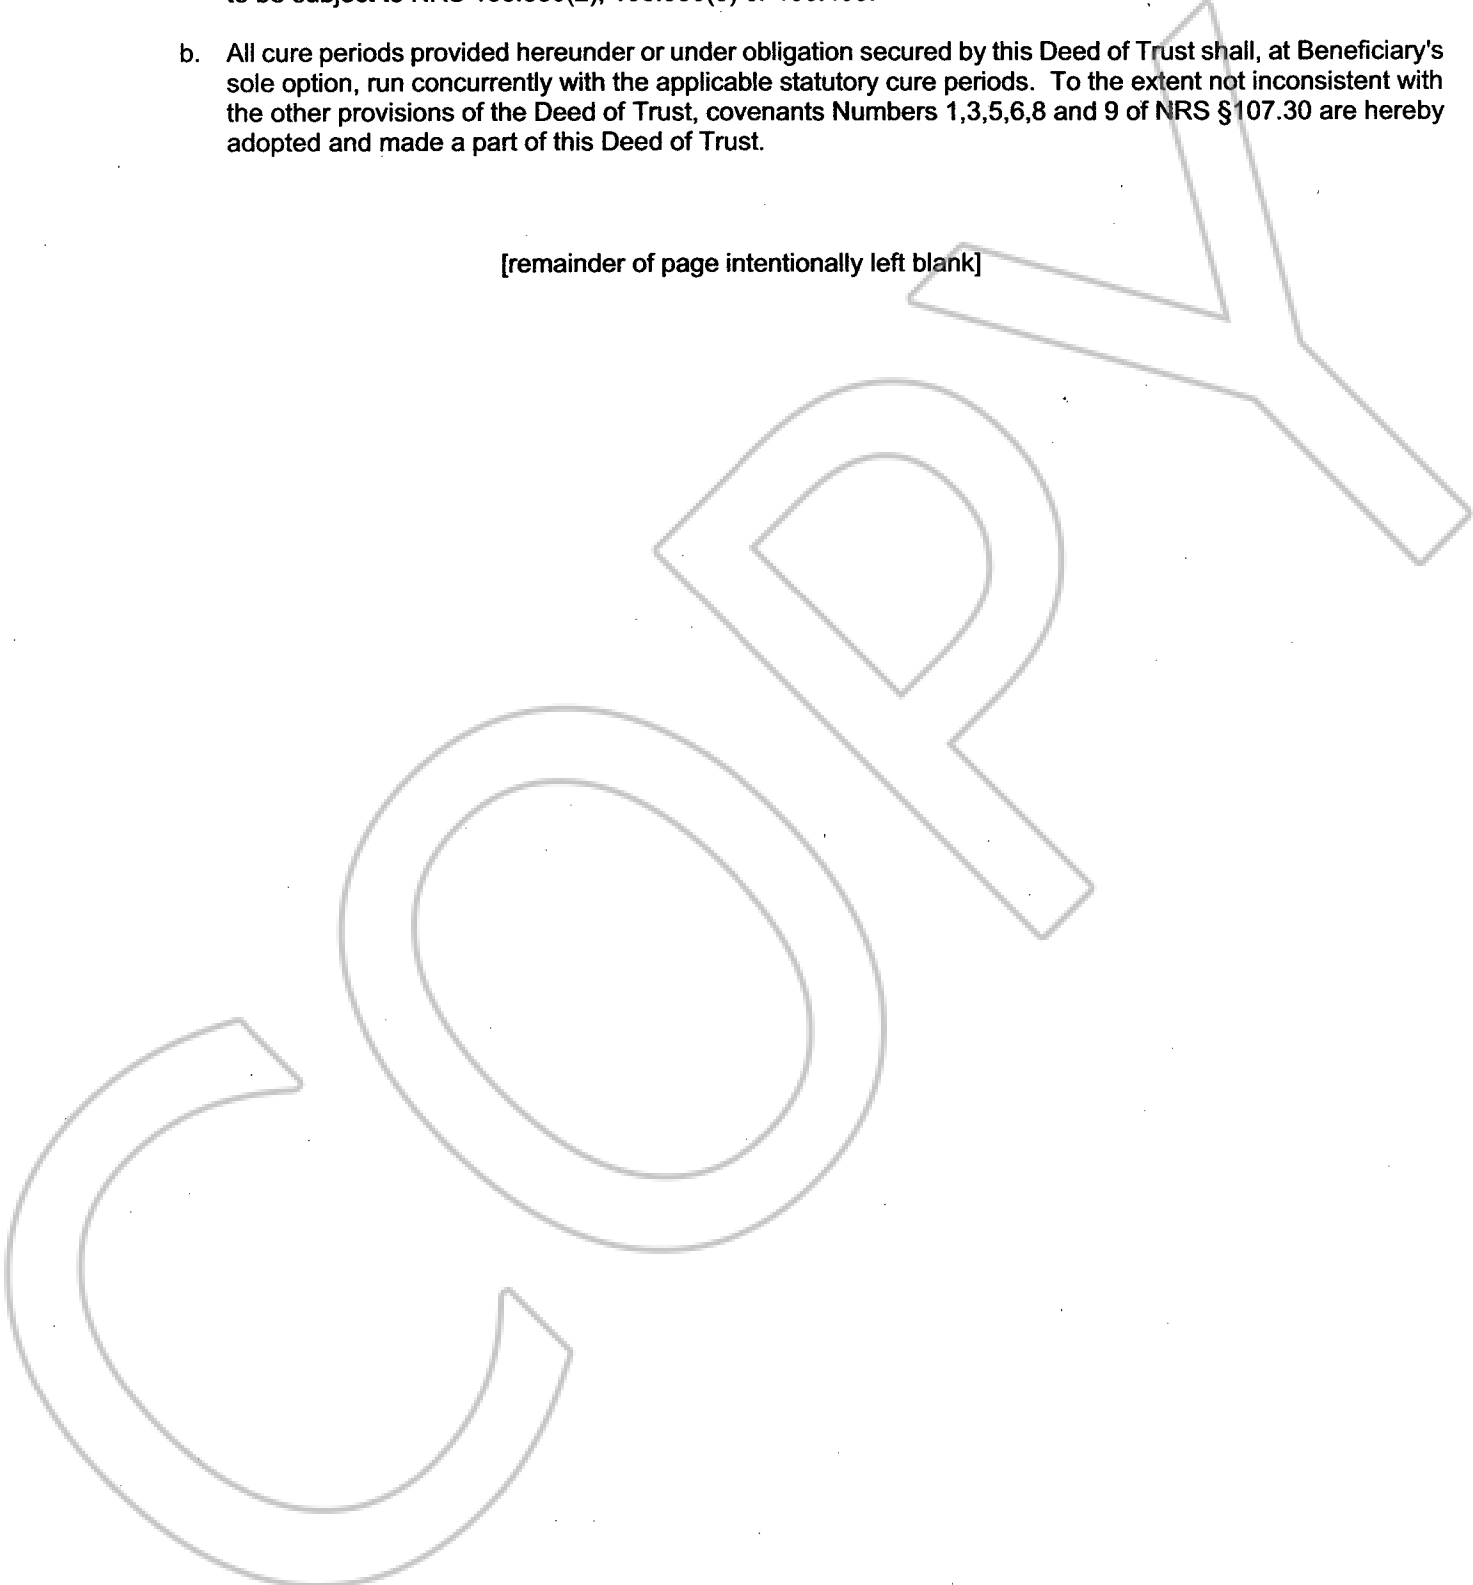 b. All cure periods provided hereunder or under obligation secured by this Deed of Trust shall, at Beneficiary's
sole option, run concurrently with the applicable statutory cure periods. To the extent not inconsistent with
the other provisions of the Deed of Trust, covenants Numbers 1,3,5,6,8 and 9 of NRS §107.30 are hereby
adopted and made a part of this Deed of Trust.
[remainder of page intentionally left blank]
COPY